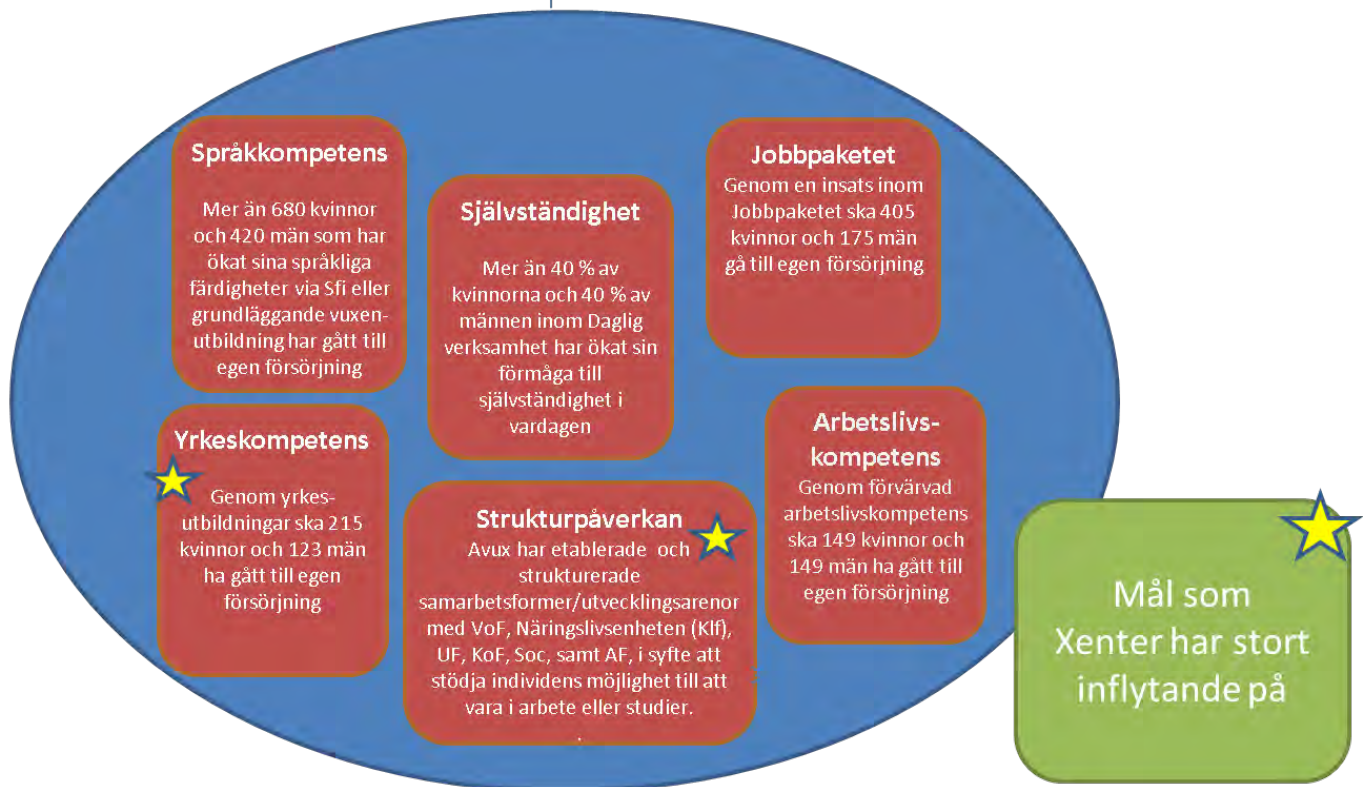 Språkkompetens
Mer än 680 kvinnor
och 420 män som har
ökat sina språkliga
färdigheter via Sfi eller
grundläggande vuxen-
utbildning har gått till
egen försörjning
Självständighet
Mer än 40 % av
kvinnorna och 40 % av
männen inom Daglig
verksamhet har ökat sin
förmåga till
självständighet i
vardagen
Jobbpaketet
Genom en insats inom
Jobbpaketet ska 405
kvinnor och 175 män
gå till egen försörjning
Yrkeskompetens
Genom yrkes-
utbildningar ska 215
kvinnor och 123 män
ha gått till egen
försörjning
Strukturpåverkan
Avux har etablerade och
strukturerade
samarbetsformer/utvecklingsarenor
med VoF, Näringslivsenheten (Klf),
UF, KoF, Soc, samt AF, i syfte att
stödja individens möjlighet till att
vara i arbete eller studier.
.
Arbetslivs-
kompetens
Genom förvärvad
arbetslivskompetens
ska 149 kvinnor och
149 män ha gått till
egen försörjning
Mål som
Xenter har stort
inflytande på